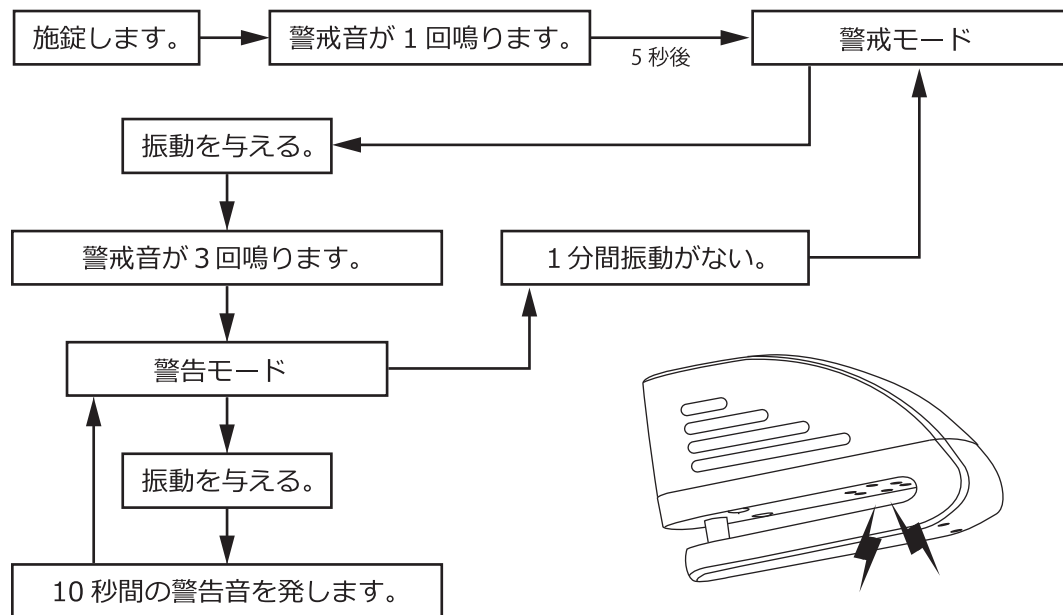 施錠します。
警戒音が 1 回鳴ります。
5 秒後
警戒モード
振動を与える。
警戒音が 3 回鳴ります。
1 分間振動がない。
警告モード
振動を与える。
10 秒間の警告音を発します。